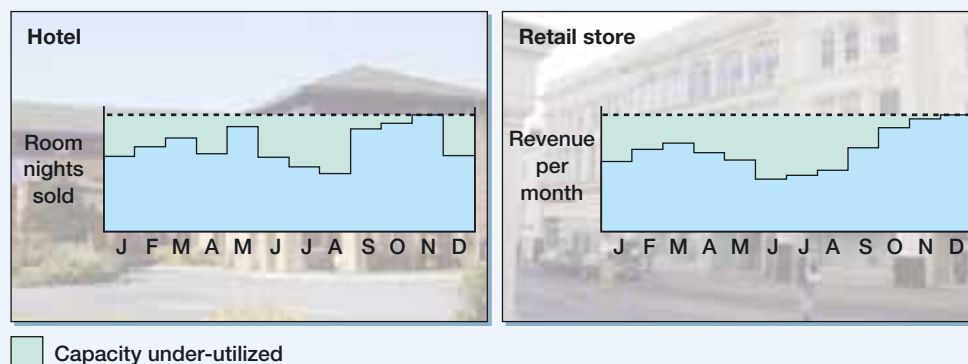 Hotel
Room
nights
sold
J F M A M J J A S O N D
Retail store
Revenue
per
month
J F M A M J J A S O N D
Capacity under-utilized